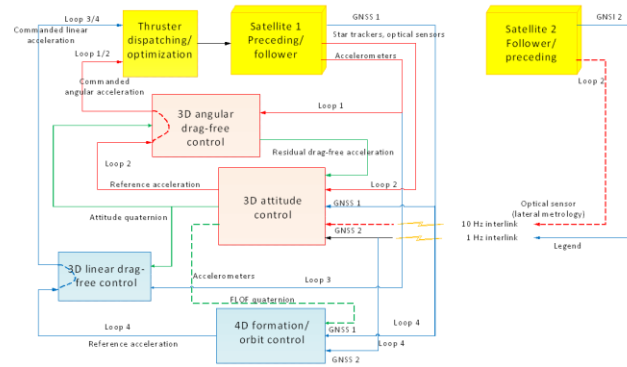 Loop 3/4
Commanded linear
acceleration
Loop 1/2
Commanded
angular acceleration
Thruster
dispatching/
optimization
Satellite 1
Preceding/
follower
GNSS 1
Star trackers, optical sensors
Accelerometers
Satellite 2
Follower/
preceding
GNSI 2
Loop 2
3D angular
drag-free
control
Loop 1
Residual drag-free acceleration
Loop 2
Reference acceleration
3D attitude
control
Loop 2
GNSS 1
GNSS 2
Optical sensor
(lateral metrology)
10 Hz interlink
1 Hz interlink
Legend
Attitude quaternion
3D linear drag-
free control
Accelerometers
Loop 3
FLOF quaternion
4D formation/
orbit control
GNSS 1
Loop 4
Loop 4
GNSS 2
Loop 4
Reference acceleration